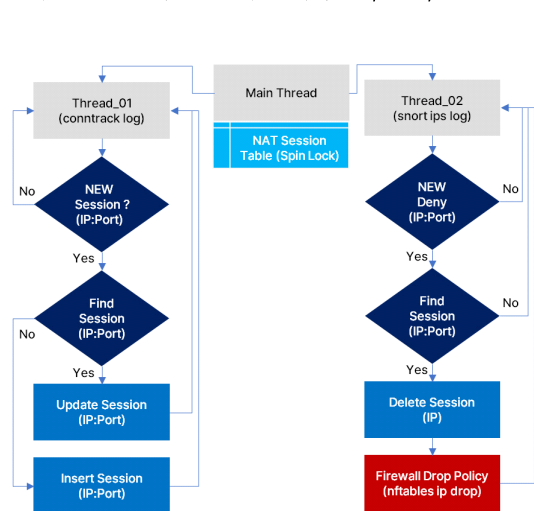 Main Thread
NAT Session
Table (Spin Lock)
Thread_01
(conntrack log)
NEW
Session ?
(IP:Port)
No
Yes
Find
Session
(IP:Port)
No
Yes
Update Session
(IP:Port)
Insert Session
(IP:Port)
Thread_02
(snort ips log)
NEW
Deny
(IP:Port)
No
Yes
Find
Session
(IP:Port)
No
Yes
Delete Session
(IP)
Firewall Drop Policy
(nftables ip drop)